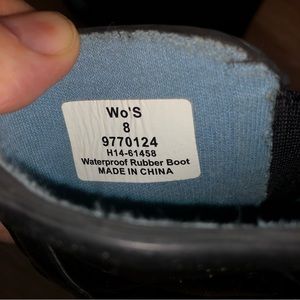 Wo'S
8
9770124
H14-61458
Waterproof Rubber Boot
MADE IN CHINA